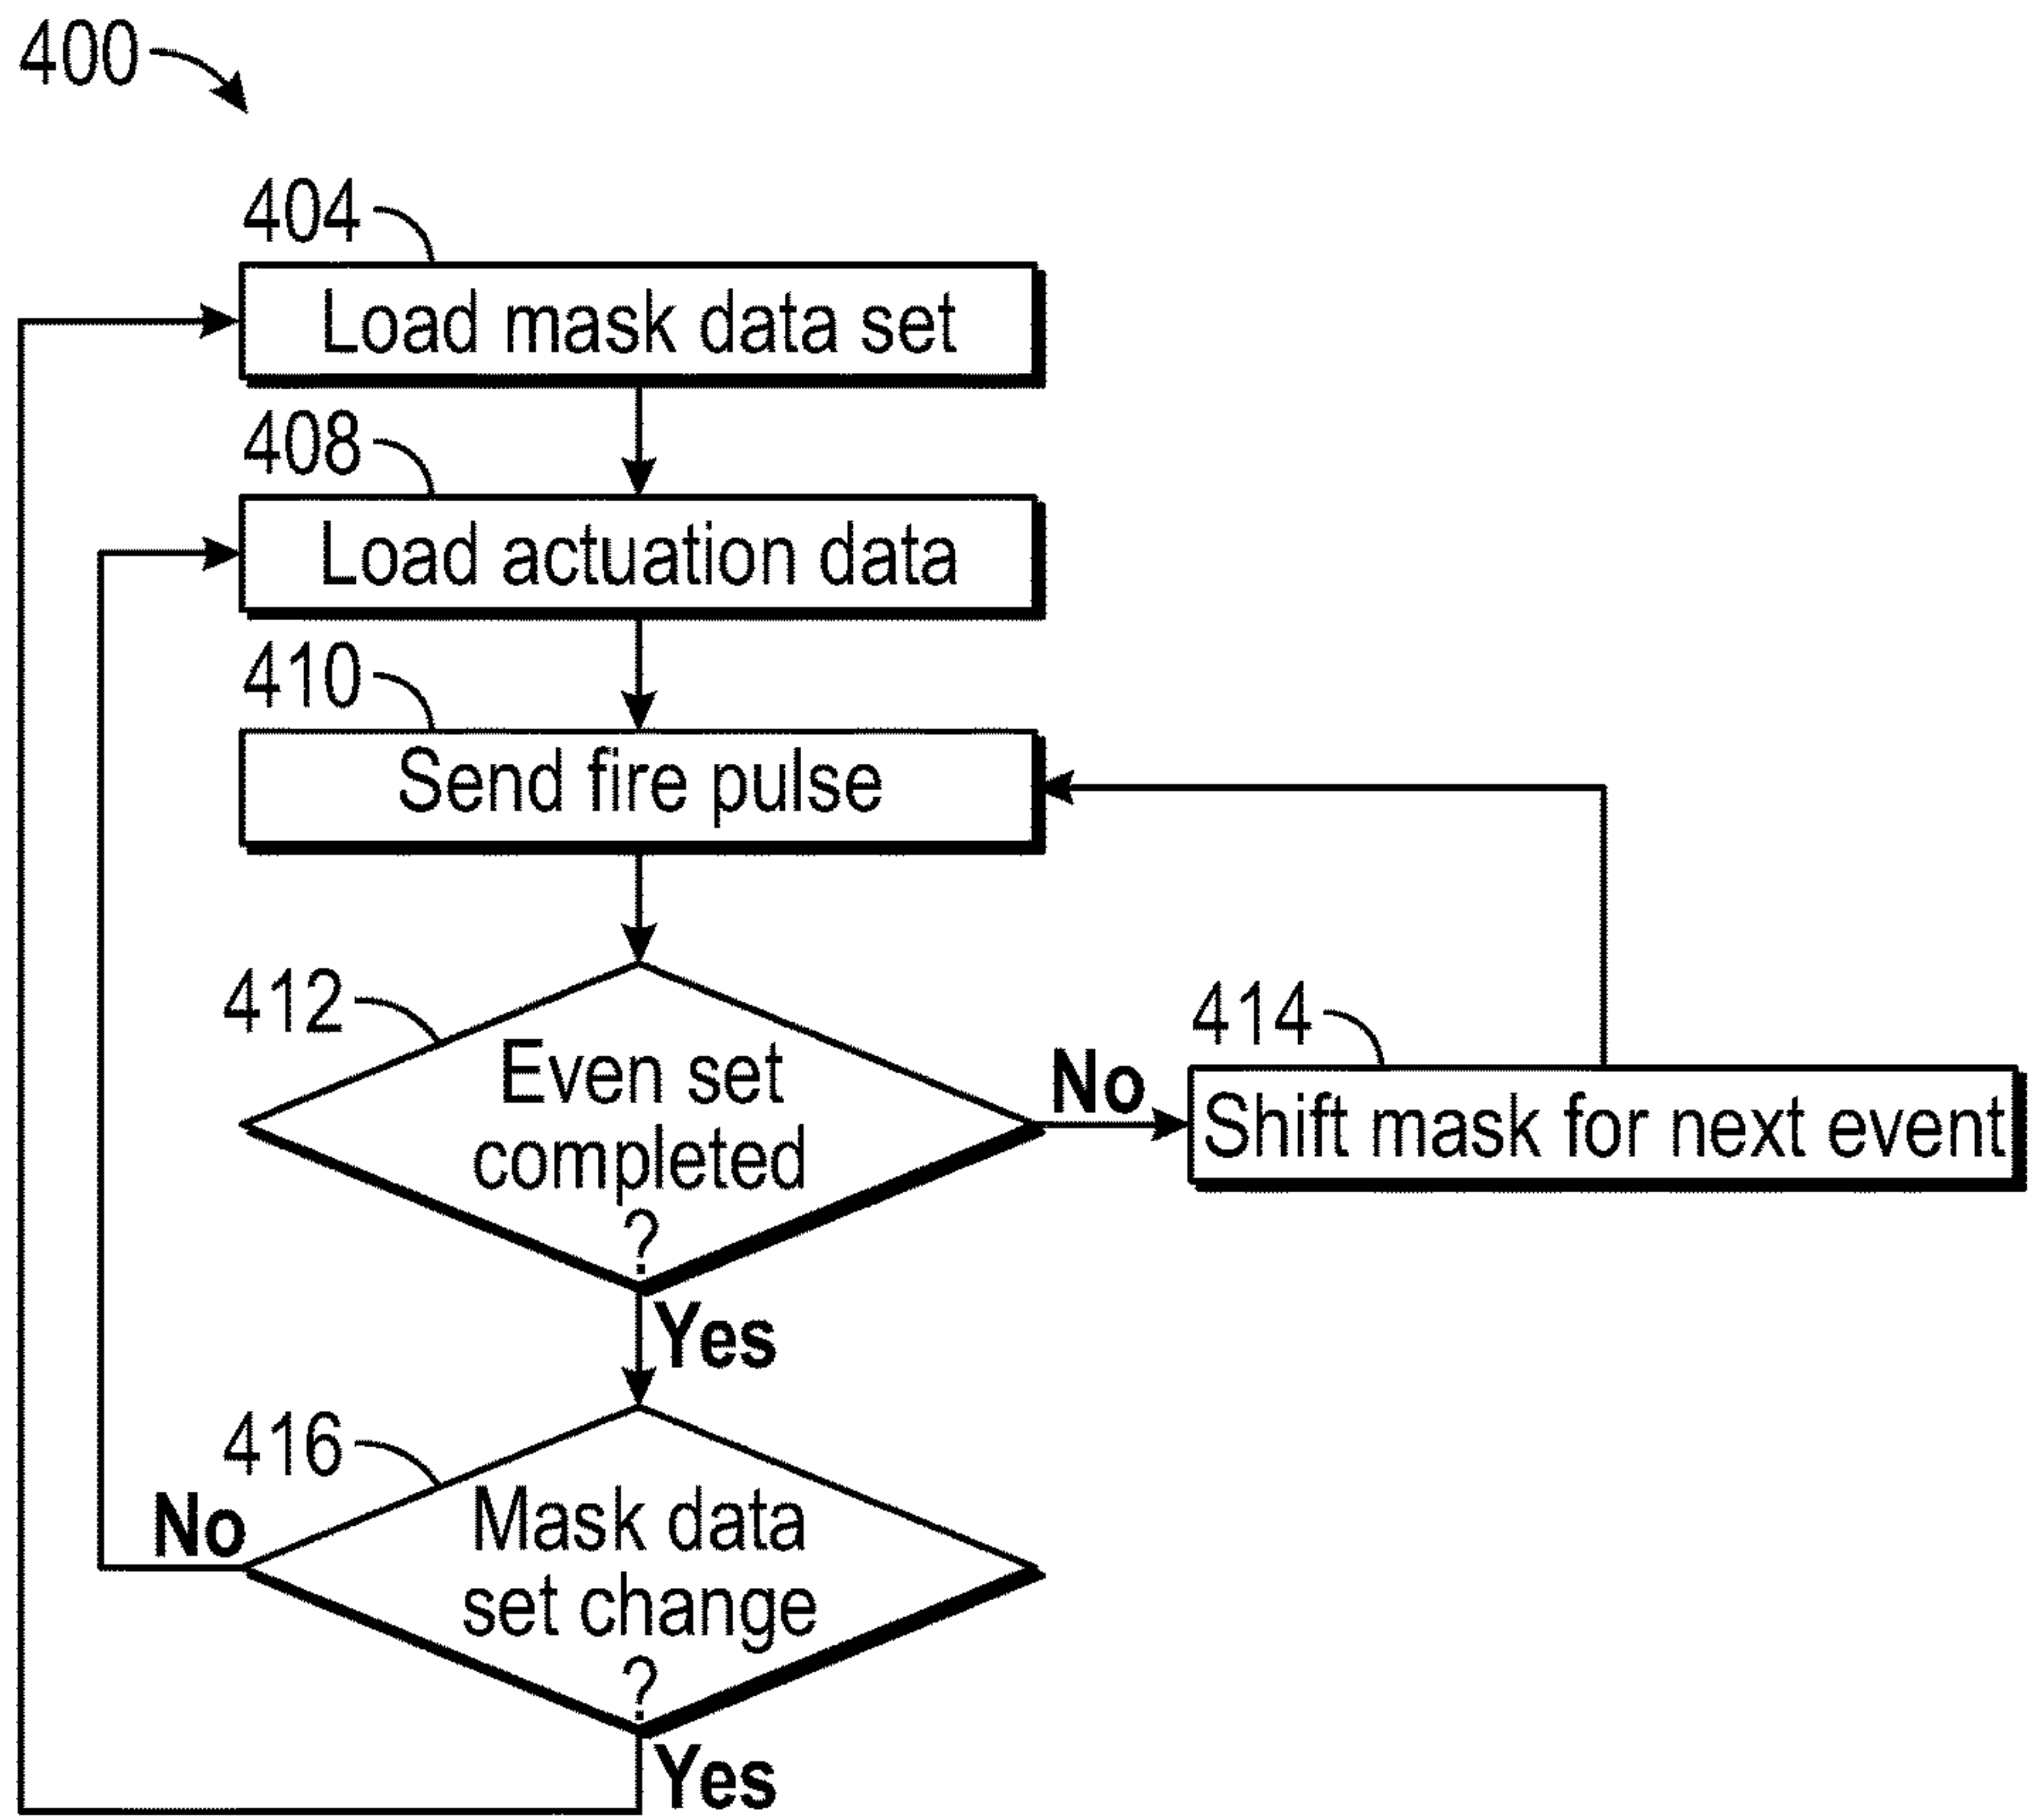 400
404
Load mask data set
408
Load actuation data
410
Send fire pulse
412
Even set
completed
?
No
414
Shift mask for next event
Yes
416
No
Mask data
set change
?
Yes